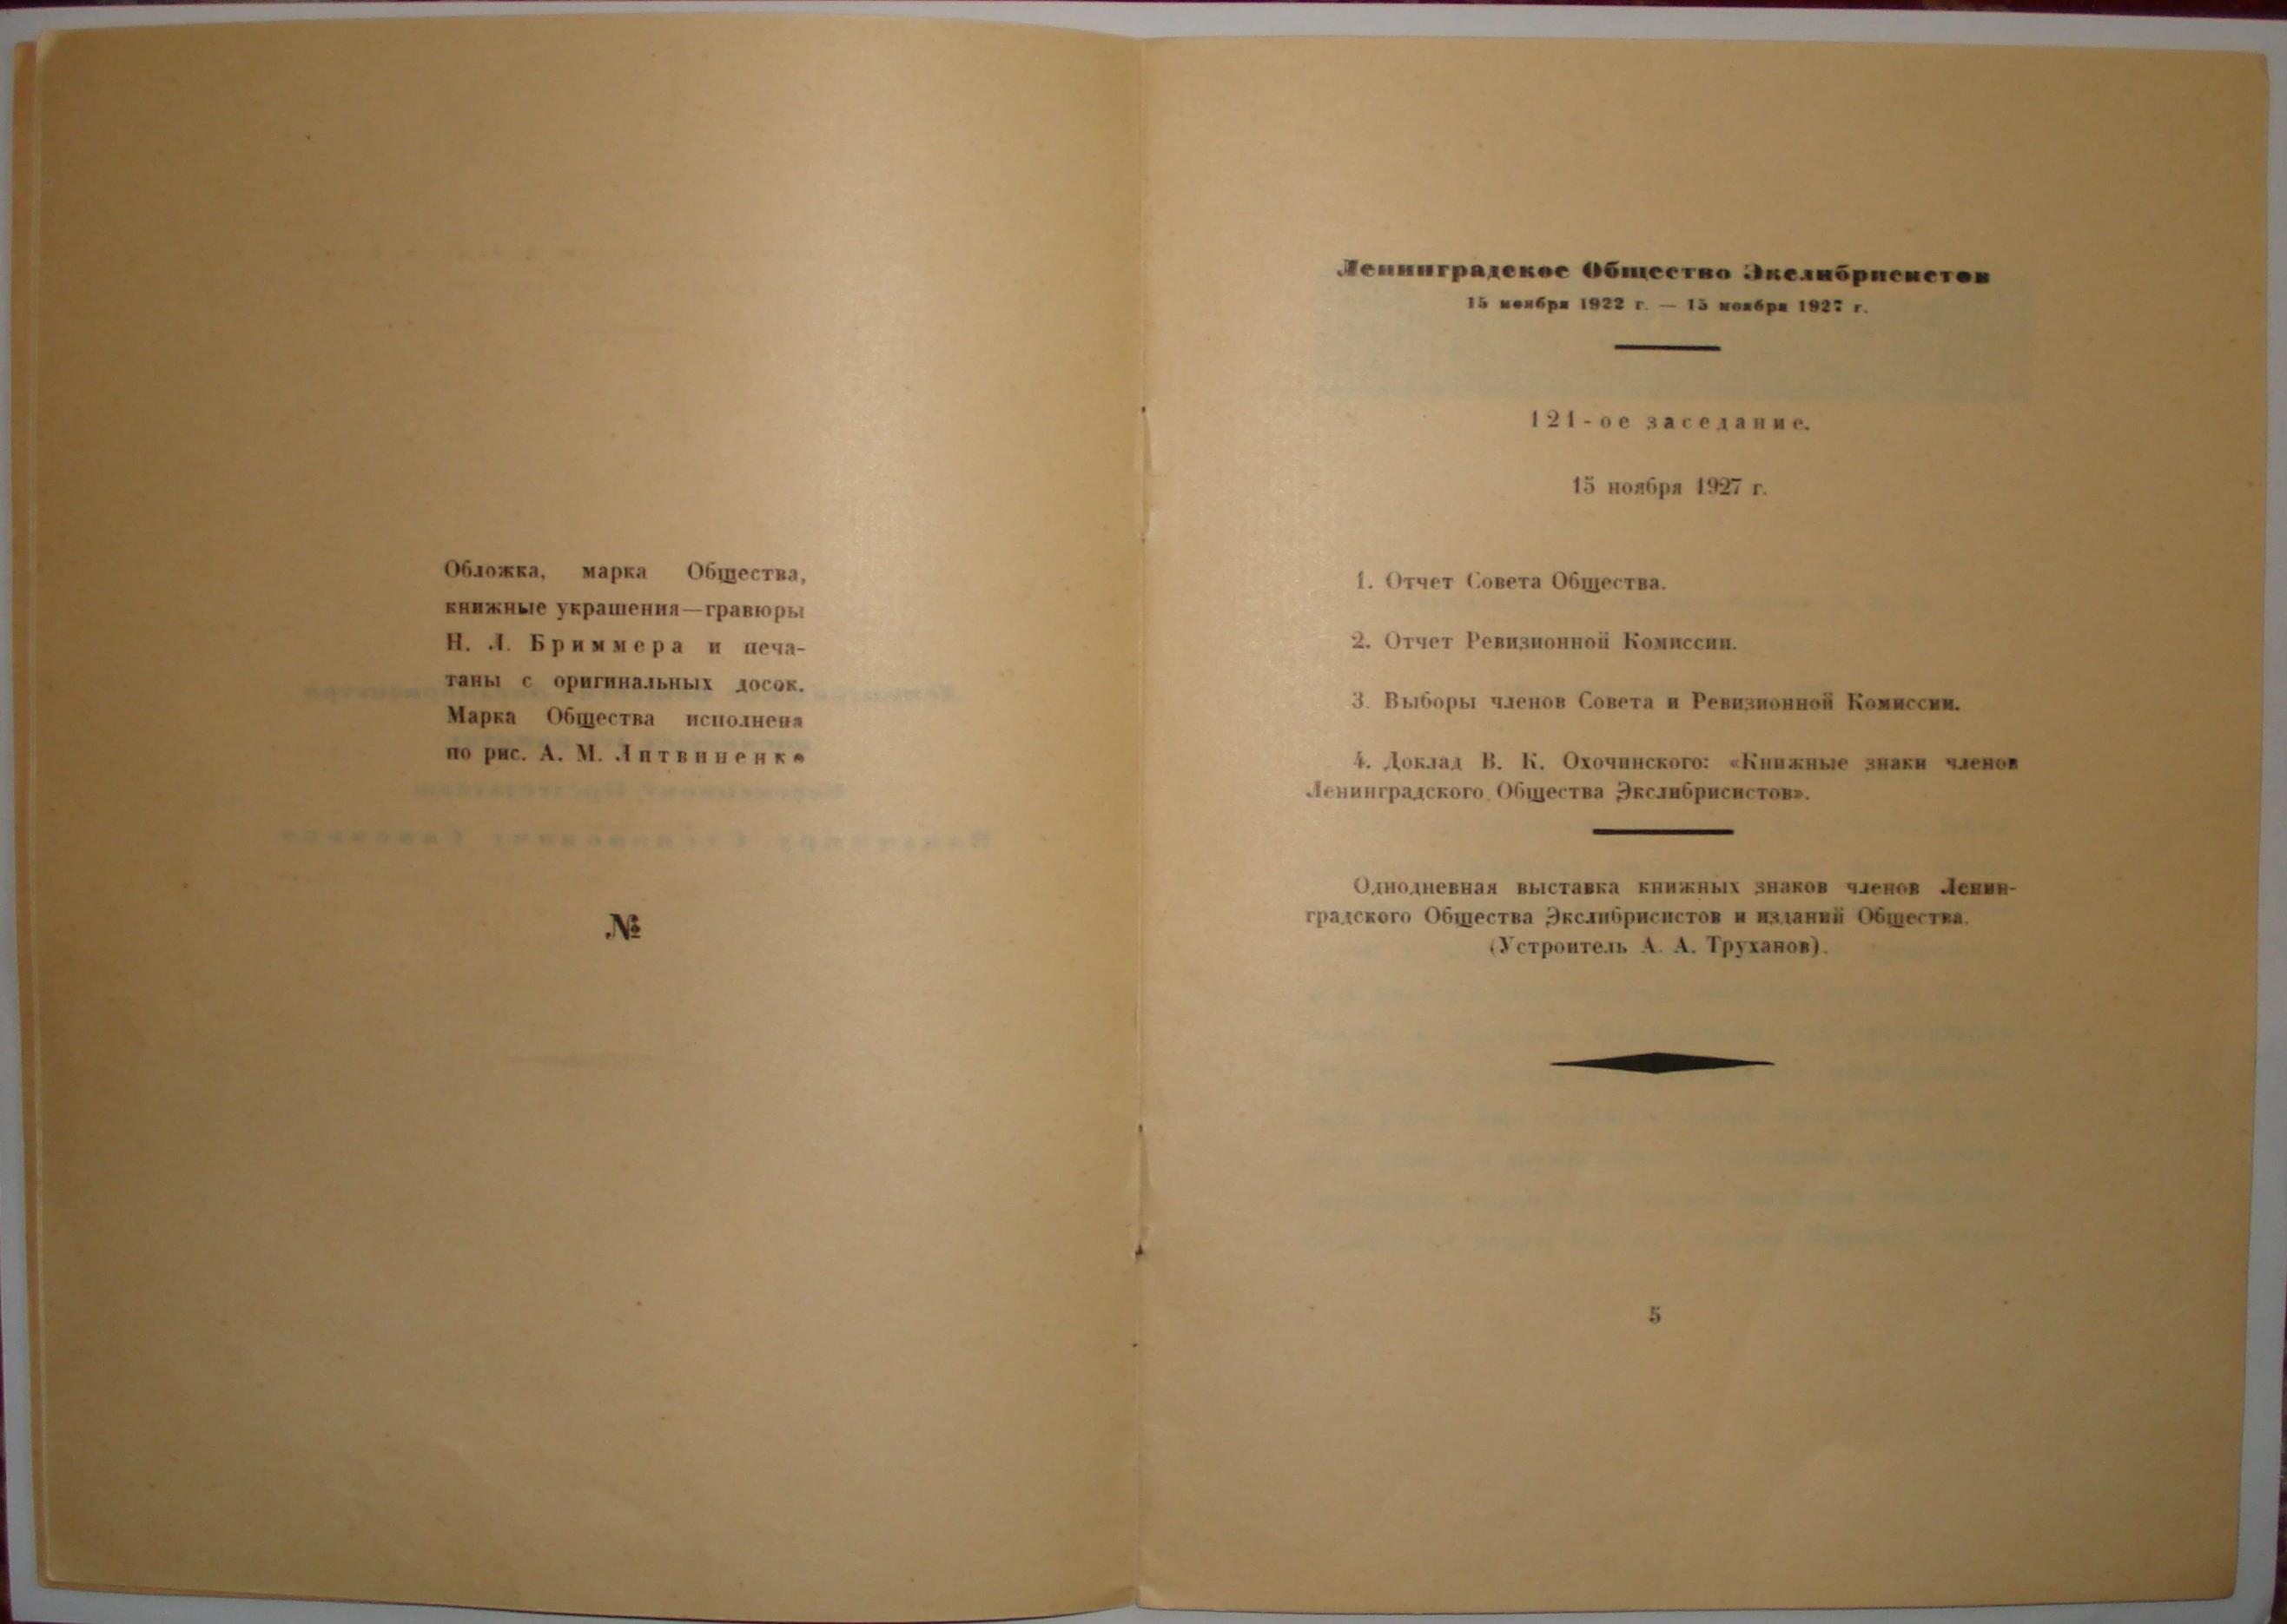 Обложка, марка Общества,
книжные украшения—гравюры
Н. Л. Бриммера и печа-
таны с оригинальных досок.
Марка Общества исполнена
по рис. А. М. Литвиненко
№
Ленинградское Общество Экслибрисистов
15 ноября 1922 г. — 15 ноября 1927 г.
121-ое заседание.
15 ноября 1927 г.
1. Отчет Совета Общества.
2. Отчет Ревизионной Комиссии.
3. Выборы членов Совета и Ревизионной Комиссии.
4. Доклад В. К. Охочинского: «Книжные знаки членов
Ленинградского Общества Экслибрисистов».
Однодневная выставка книжных знаков членов Ленин-
градского Общества Экслибрисистов и изданий Общества.
(Устроитель А. А. Труханов).
5